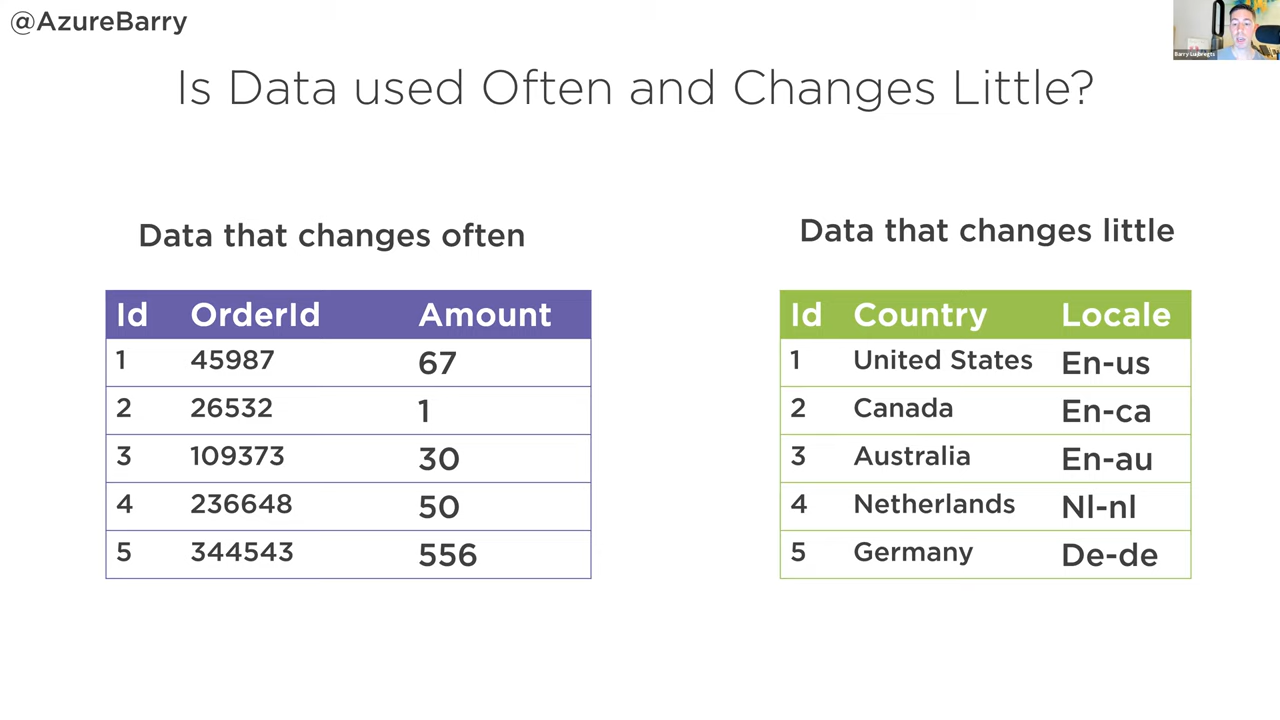 @AzureBarry
Is Data used Often and Changes Little?
Data that changes often
Id OrderId Amount
1 45987 67
2 26532 1
3 109373 30
4 236648 50
5 344543 556
Data that changes little
Id Country Locale
1 United States En-us
2 Canada En-ca
3 Australia En-au
4 Netherlands Nl-nl
5 Germany De-de